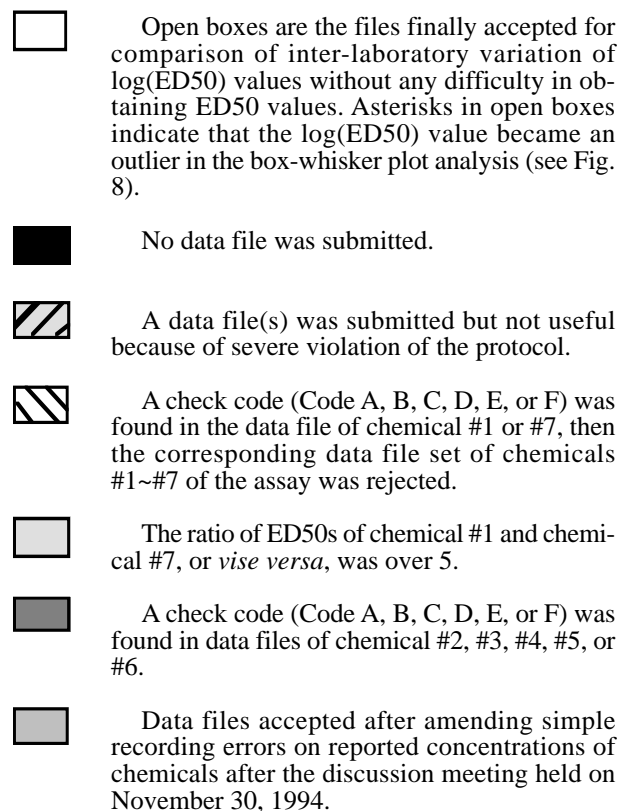 Open boxes are the files finally accepted for
comparison of inter-laboratory variation of
log(ED50) values without any difficulty in ob-
taining ED50 values. Asterisks in open boxes
indicate that the log(ED50) value became an
outlier in the box-whisker plot analysis (see Fig.
8).
No data file was submitted.
A data file(s) was submitted but not useful
because of severe violation of the protocol.
A check code (Code A, B, C, D, E, or F) was
found in the data file of chemical #1 or #7, then
the corresponding data file set of chemicals
#1~#7 of the assay was rejected.
The ratio of ED50s of chemical #1 and chemi-
cal #7, or vise versa, was over 5.
A check code (Code A, B, C, D, E, or F) was
found in data files of chemical #2, #3, #4, #5, or
#6.
Data files accepted after amending simple
recording errors on reported concentrations of
chemicals after the discussion meeting held on
November 30, 1994.